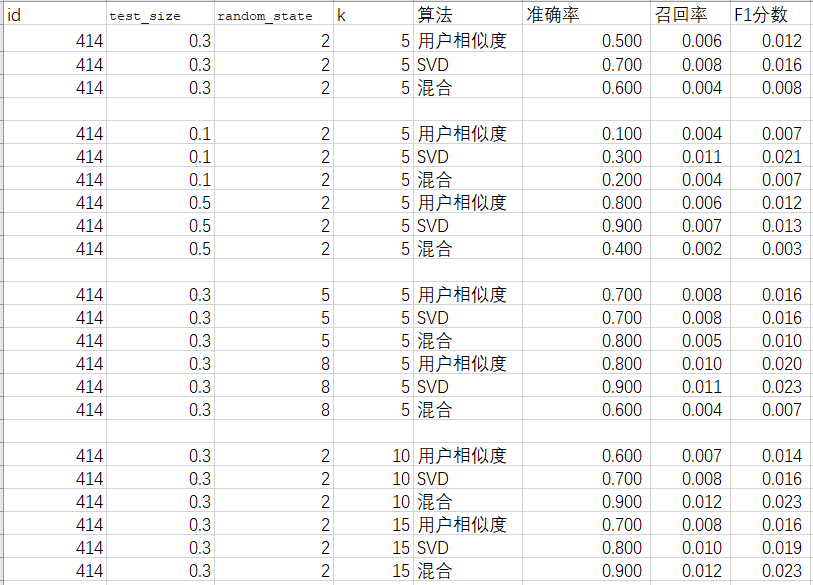 id test_size random_state k 算法 准确率 召回率 F1分数
414 0.3 2 5 用户相似度 0.500 0.006 0.012
414 0.3 2 5 SVD 0.700 0.008 0.016
414 0.3 2 5 混合 0.600 0.004 0.008
414 0.1 2 5 用户相似度 0.100 0.004 0.007
414 0.1 2 5 SVD 0.300 0.011 0.021
414 0.1 2 5 混合 0.200 0.004 0.007
414 0.5 2 5 用户相似度 0.800 0.006 0.012
414 0.5 2 5 SVD 0.900 0.007 0.013
414 0.5 2 5 混合 0.400 0.002 0.003
414 0.3 5 5 用户相似度 0.700 0.008 0.016
414 0.3 5 5 SVD 0.700 0.008 0.016
414 0.3 5 5 混合 0.800 0.005 0.010
414 0.3 8 5 用户相似度 0.800 0.010 0.020
414 0.3 8 5 SVD 0.900 0.011 0.023
414 0.3 8 5 混合 0.600 0.004 0.007
414 0.3 2 10 用户相似度 0.600 0.007 0.014
414 0.3 2 10 SVD 0.700 0.008 0.016
414 0.3 2 10 混合 0.900 0.012 0.023
414 0.3 2 15 用户相似度 0.700 0.008 0.016
414 0.3 2 15 SVD 0.800 0.010 0.019
414 0.3 2 15 混合 0.900 0.012 0.023